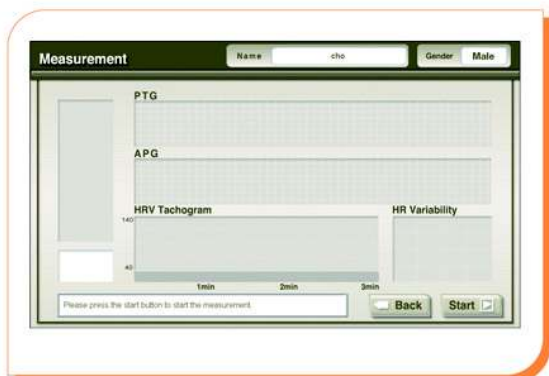 Measurement
Name cho Gender Male
PTG
APG
HRV Tachogram HR Variability
140
40
1min 2min 3min
Please press the start button to start the measurement.
Back Start